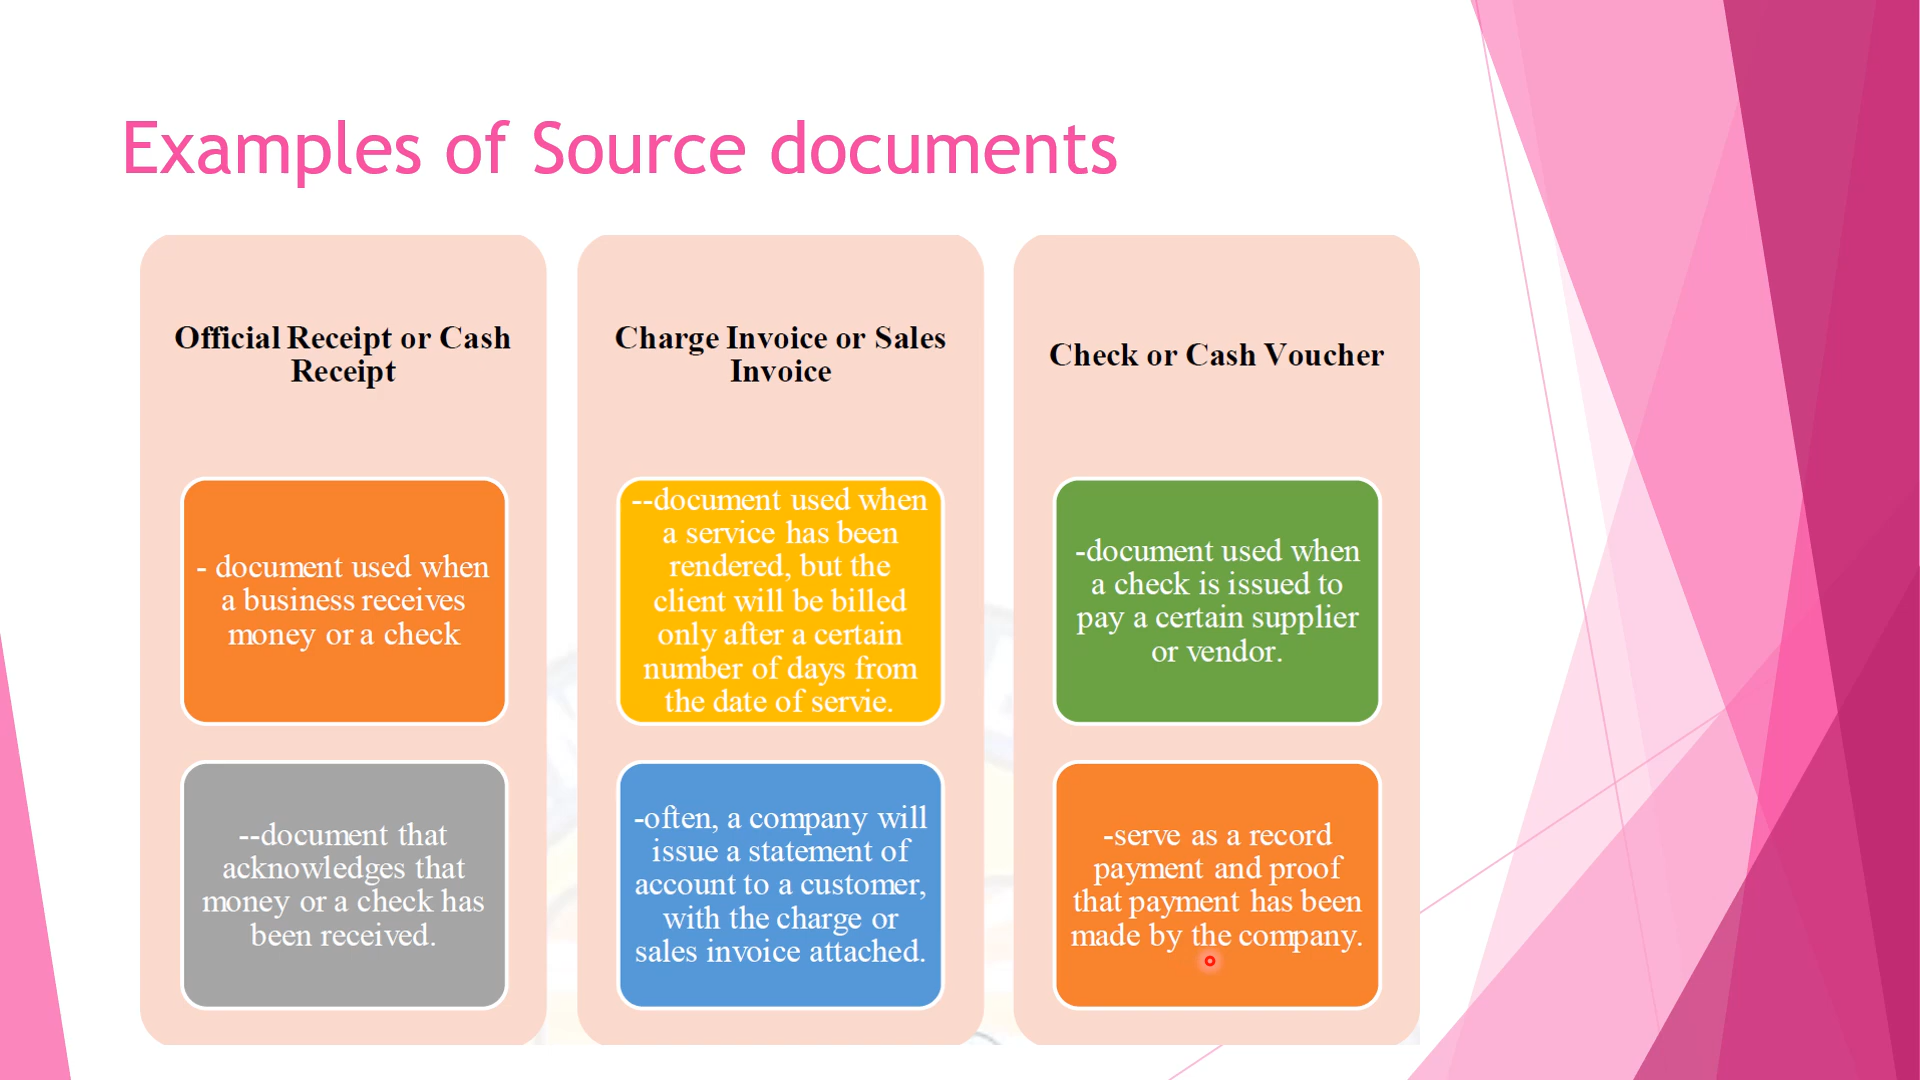 Examples of Source documents
Official Receipt or Cash
Receipt
- document used when
a business receives
money or a check
--document that
acknowledges that
money or a check has
been received.
Charge Invoice or Sales
Invoice
--document used when
a service has been
rendered, but the
client will be billed
only after a certain
number of days from
the date of servie.
-often, a company will
issue a statement of
account to a customer,
with the charge or
sales invoice attached.
Check or Cash Voucher
-document used when
a check is issued to
pay a certain supplier
or vendor.
-serve as a record
payment and proof
that payment has been
made by the company.